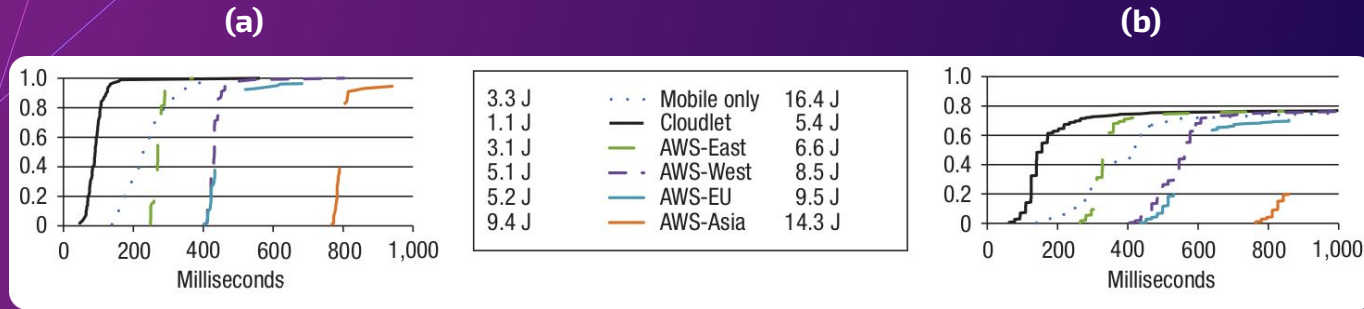 (a)
(b)
1.0
0.8
0.6
0.4
0.2
0
0 200 400 600 800 1,000
Milliseconds
3.3 J Mobile only 16.4 J
1.1 J Cloudlet 5.4 J
3.1 J AWS-East 6.6 J
5.1 J AWS-West 8.5 J
5.2 J AWS-EU 9.5 J
9.4 J AWS-Asia 14.3 J
1.0
0.8
0.6
0.4
0.2
0
0 200 400 600 800 1,000
Milliseconds